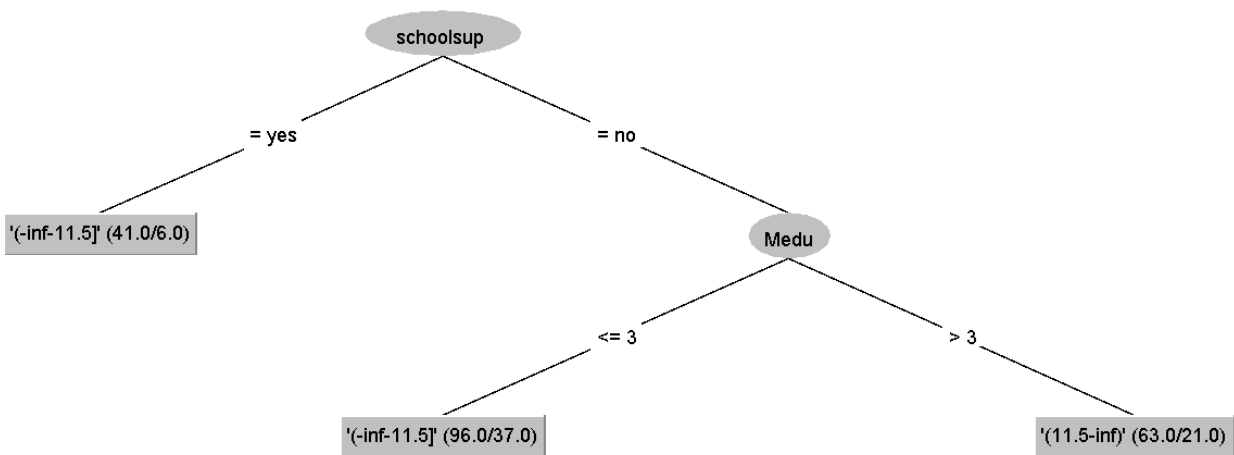 schoolsup
= yes
= no
'(-inf-11.5]' (41.0/6.0)
Medu
<= 3
> 3
'(-inf-11.5]' (96.0/37.0)
'(11.5-inf)' (63.0/21.0)